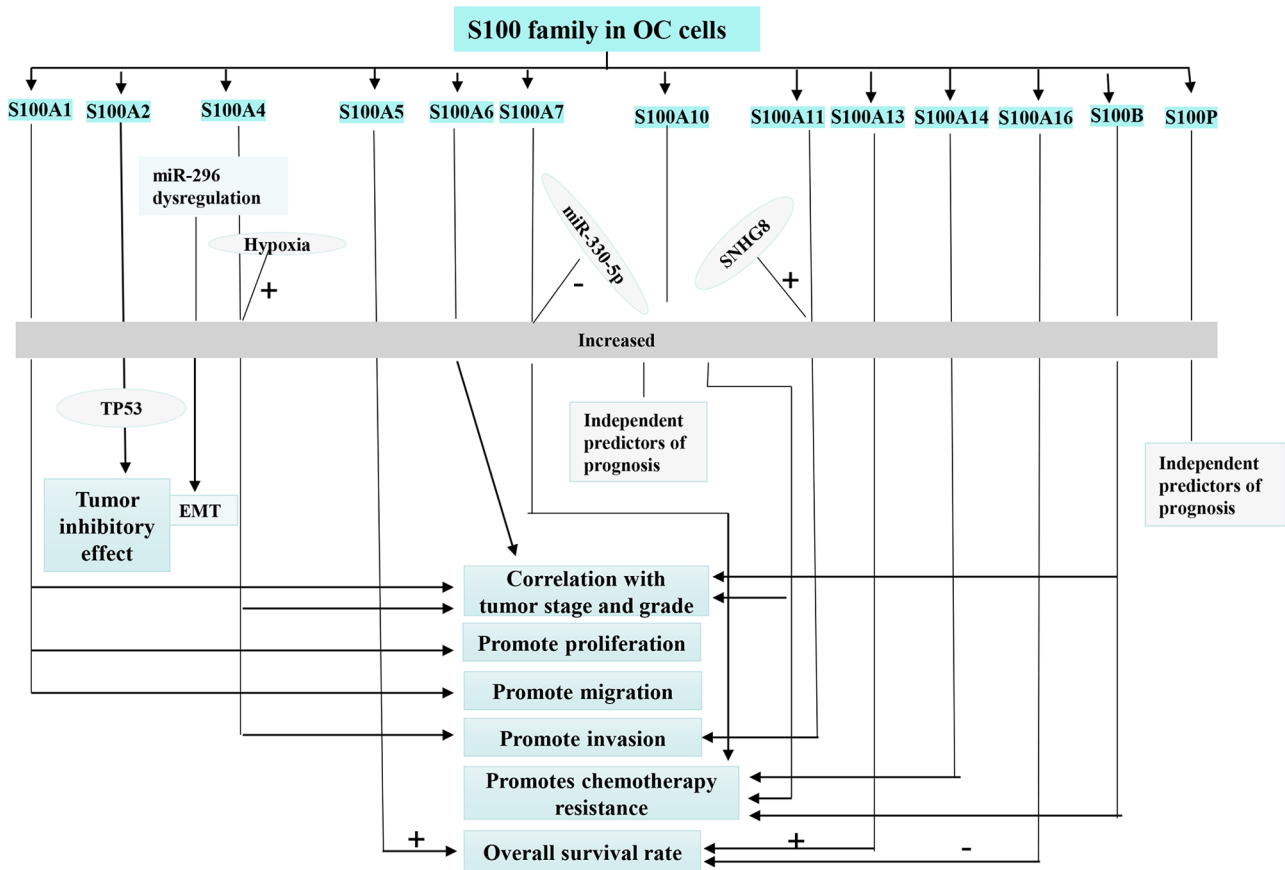 S100 family in OC cells
S100A1
S100A2
S100A4
S100A5
S100A6
S100A7
S100A10
S100A11
S100A13
S100A14
S100A16
S100B
S100P
miR-296
dysregulation
Hypoxia
+
miR-330-5p
-
SNHG8
+
Increased
TP53
Independent
predictors of
prognosis
Independent
predictors of
prognosis
Tumor
inhibitory
effect
EMT
Correlation with
tumor stage and grade
Promote proliferation
Promote migration
Promote invasion
Promotes chemotherapy
resistance
+
Overall survival rate
+
-